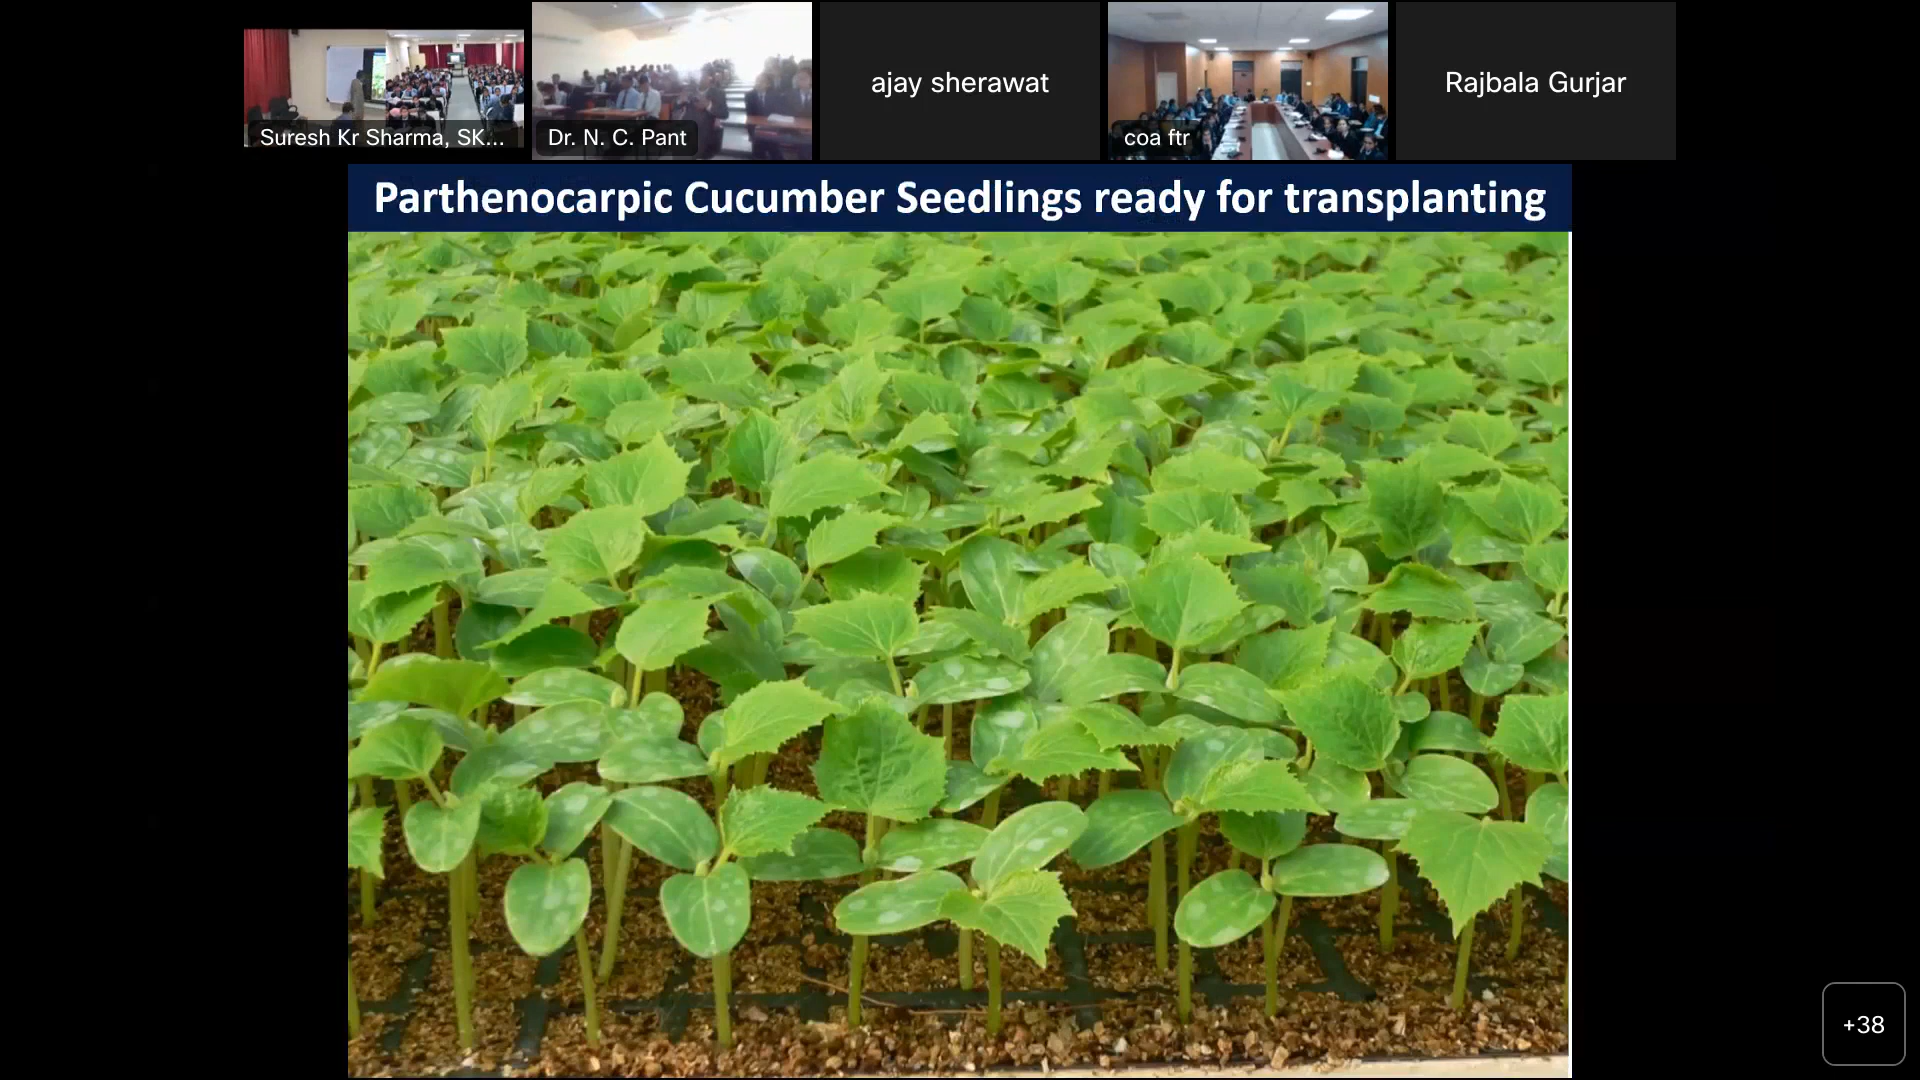 Suresh Kr Sharma, SK...
Dr. N. C. Pant
ajay sherawat
coa ftr
Rajbala Gurjar
Parthenocarpic Cucumber Seedlings ready for transplanting
+38